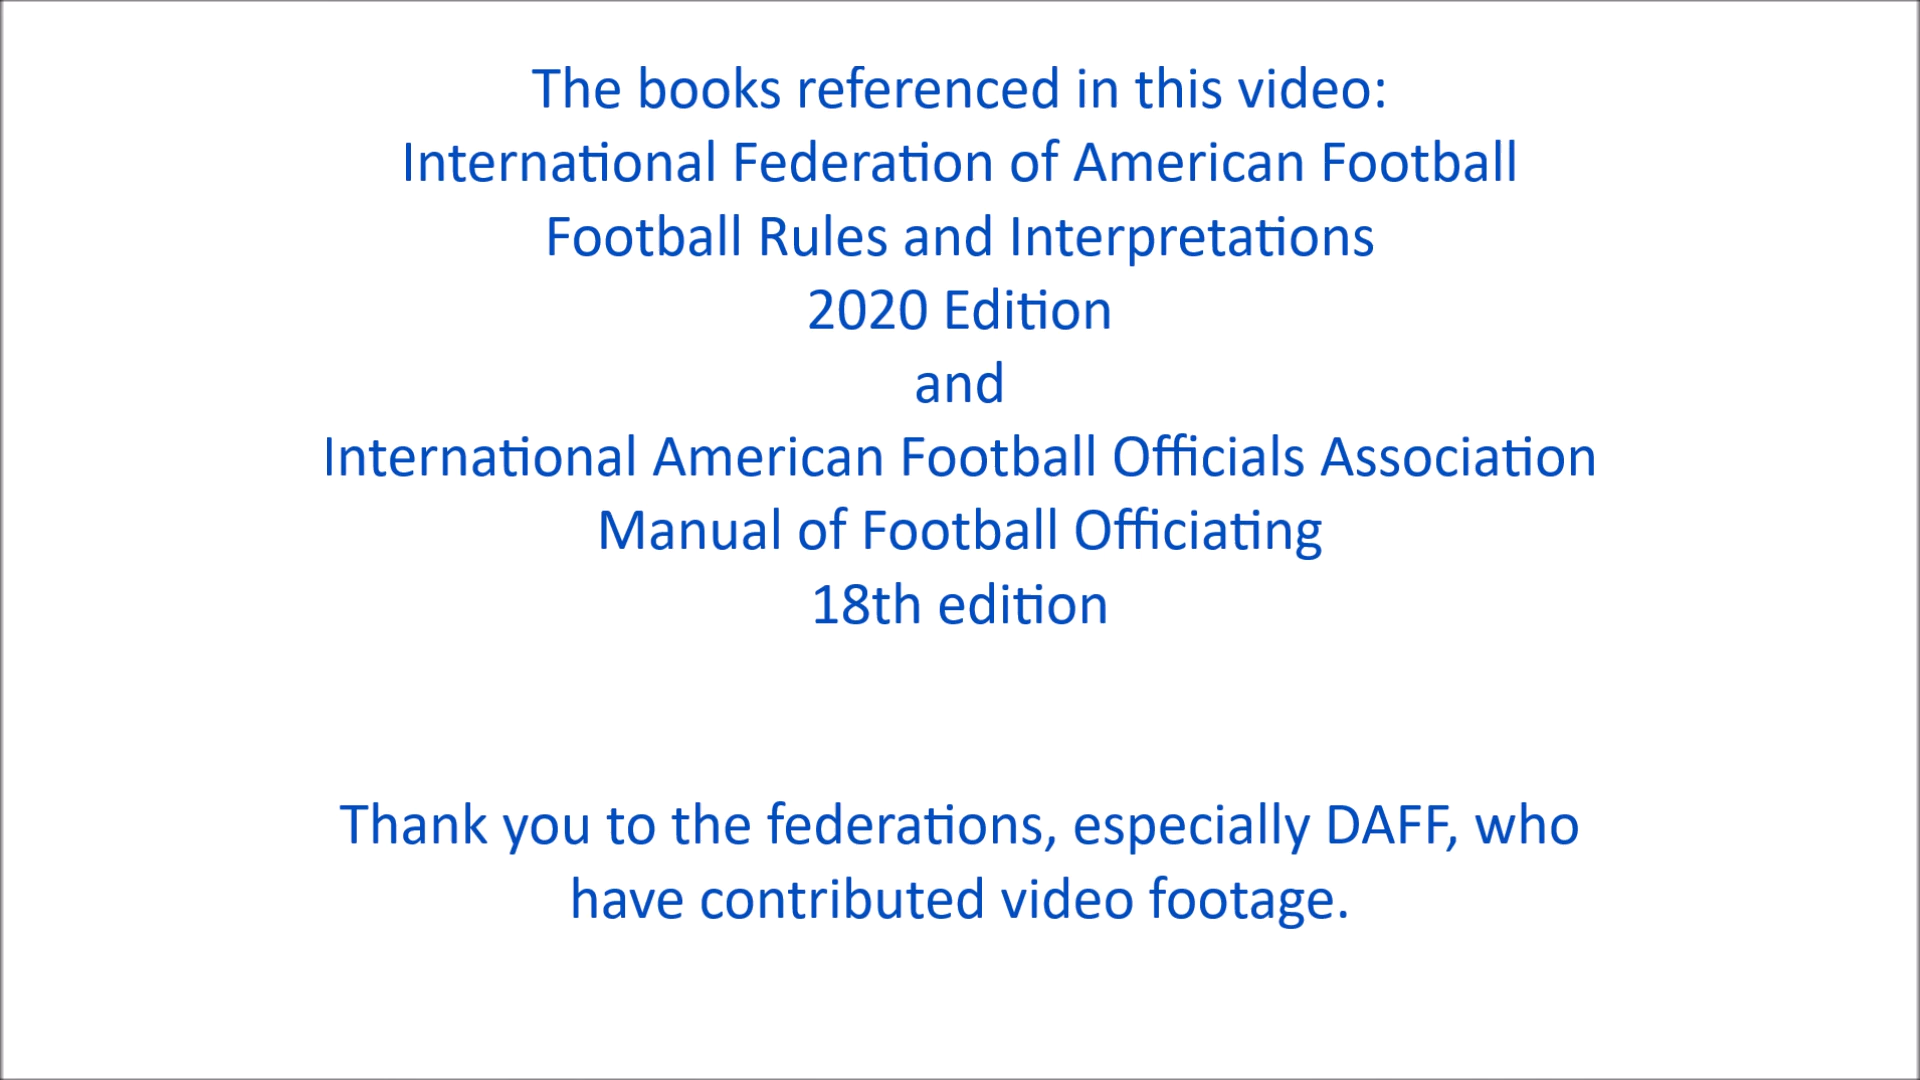 The books referenced in this video:
International Federation of American Football
Football Rules and Interpretations
2020 Edition
and
International American Football Officials Association
Manual of Football Officiating
18th edition
Thank you to the federations, especially DAFF, who
have contributed video footage.